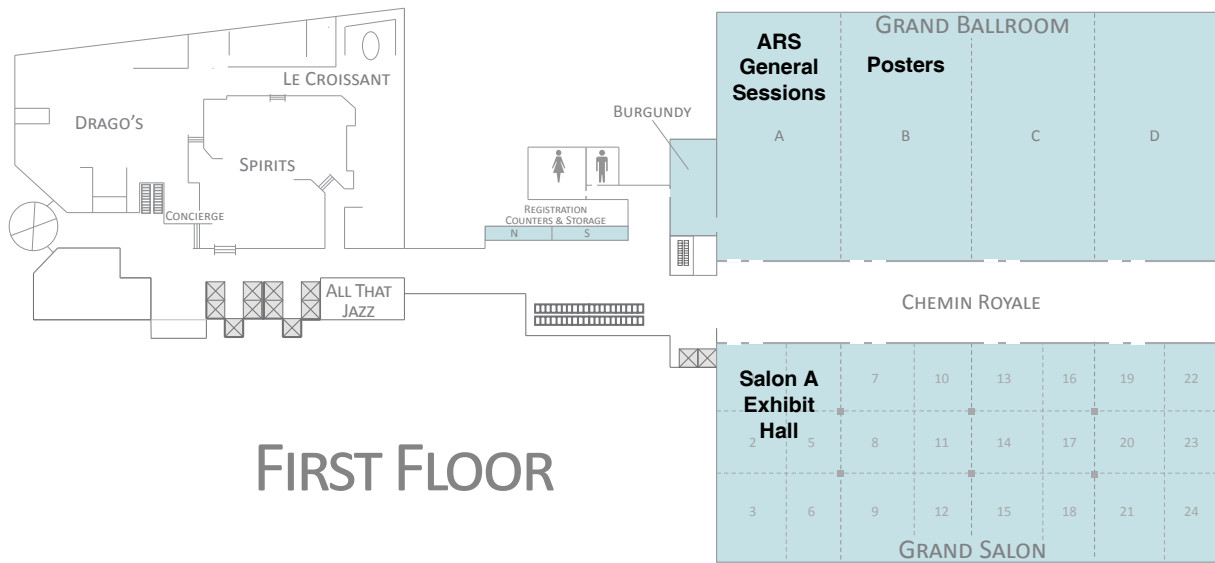 GRAND BALLROOM
ARS
General
Sessions
Posters
A
B
C
D
LE CROISSANT
DRAGO'S
SPIRITS
CONCIERGE
BURGUNDY
REGISTRATION
COUNTERS & STORAGE
N
S
ALL THAT
JAZZ
CHEMIN ROYALE
Salon A
Exhibit
Hall
7
10
13
16
19
22
2
5
8
11
14
17
20
23
3
6
9
12
15
18
21
24
GRAND SALON
FIRST FLOOR